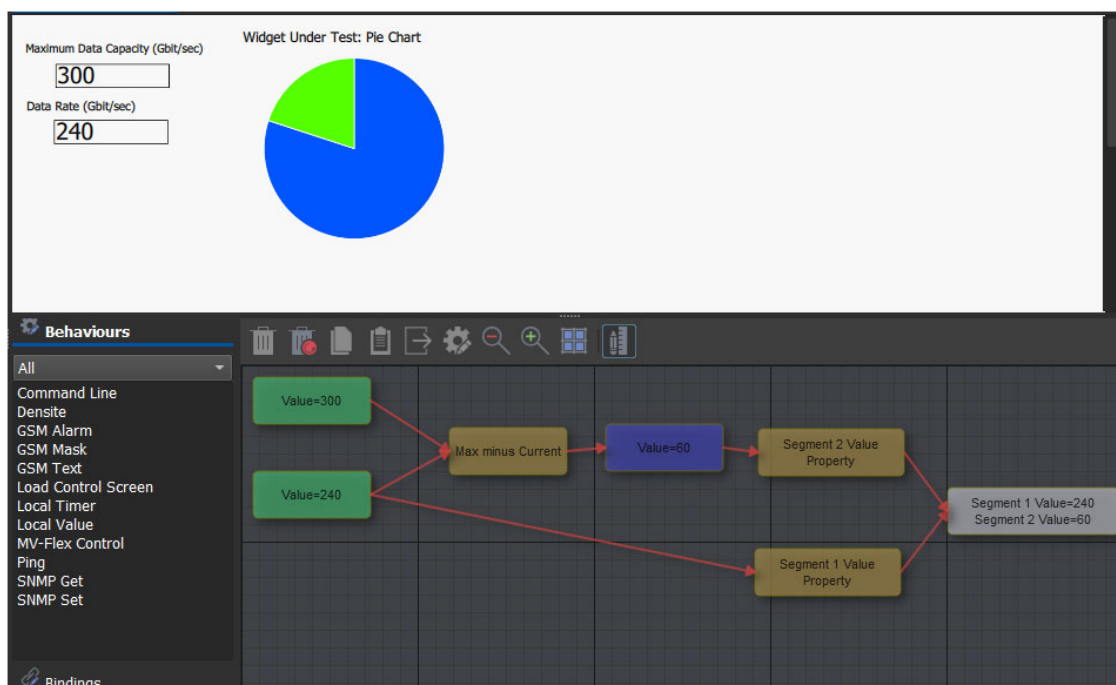 Maximum Data Capacity (Gbit/sec)
300
Data Rate (Gbit/sec)
240
Widget Under Test: Pie Chart
Behaviours
All
Command Line
Densite
GSM Alarm
GSM Mask
GSM Text
Load Control Screen
Local Timer
Local Value
MV-Flex Control
Ping
SNMP Get
SNMP Set
Bindings
Value=300
Value=240
Max minus Current
Value=60
Segment 2 Value
Property
Segment 1 Value
Property
Segment 1 Value=240
Segment 2 Value=60